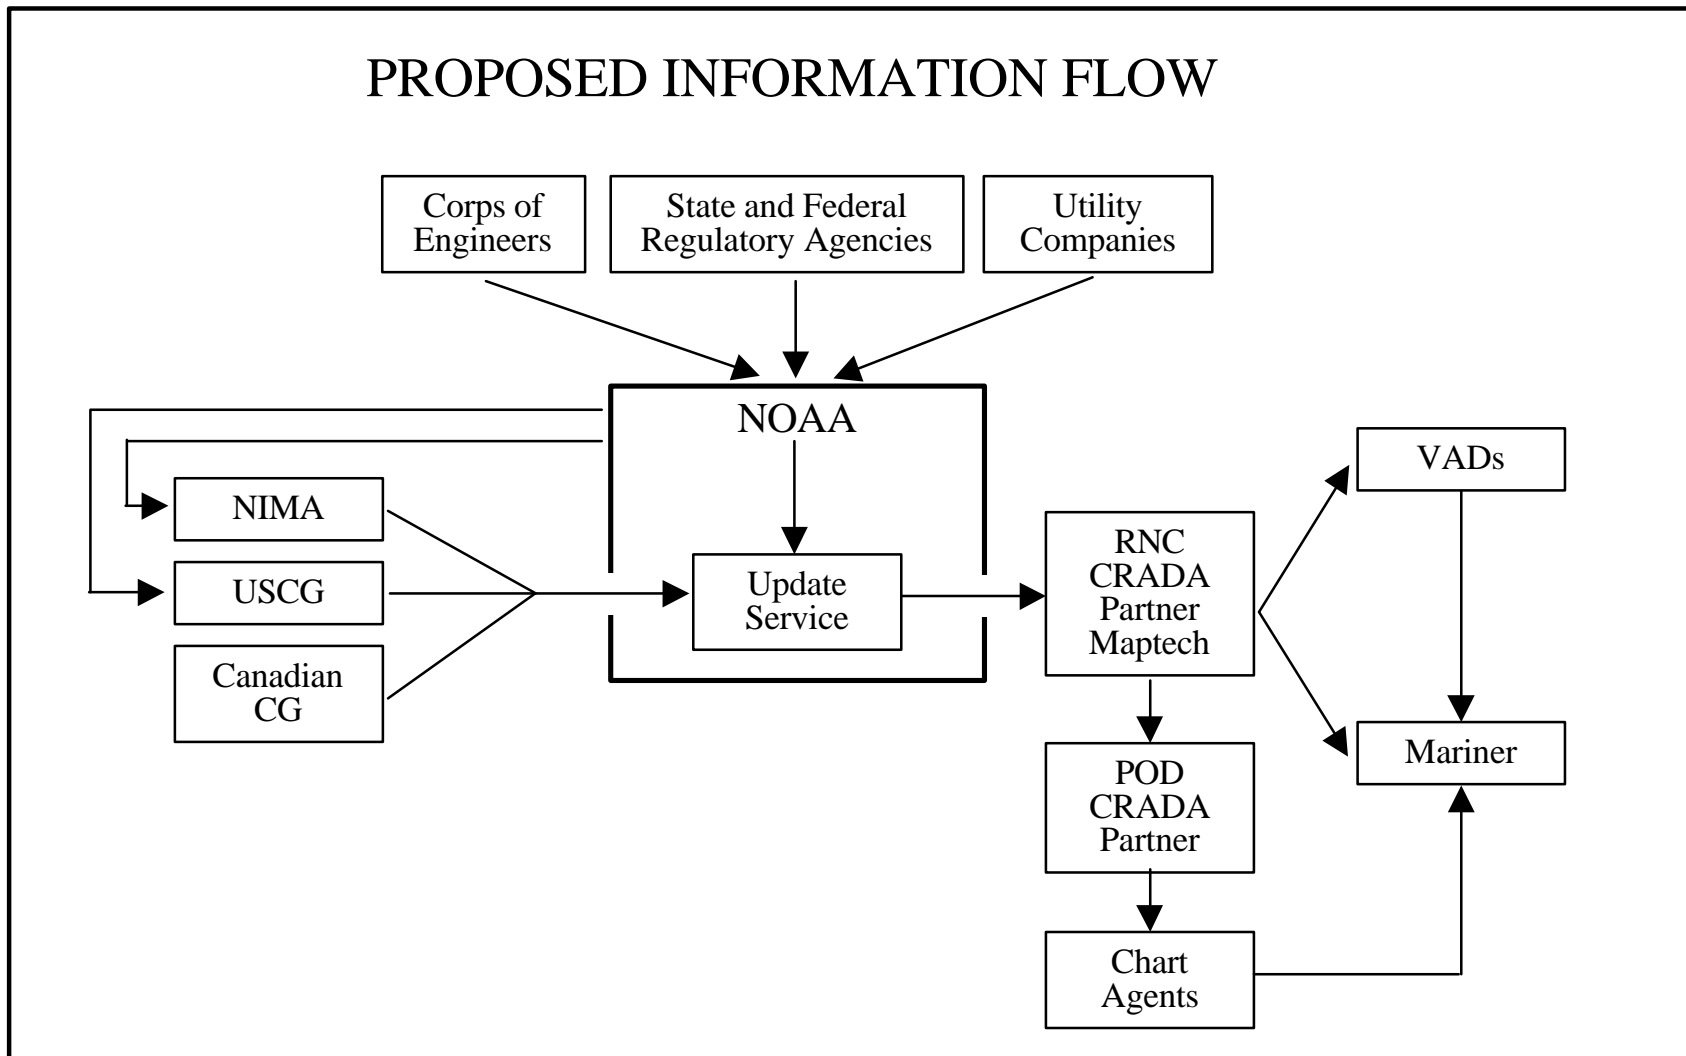 PROPOSED INFORMATION FLOW
Corps of
Engineers
State and Federal
Regulatory Agencies
Utility
Companies
NOAA
NIMA
USCG
Canadian
CG
Update
Service
RNC
CRADA
Partner
Maptech
POD
CRADA
Partner
Chart
Agents
VADs
Mariner